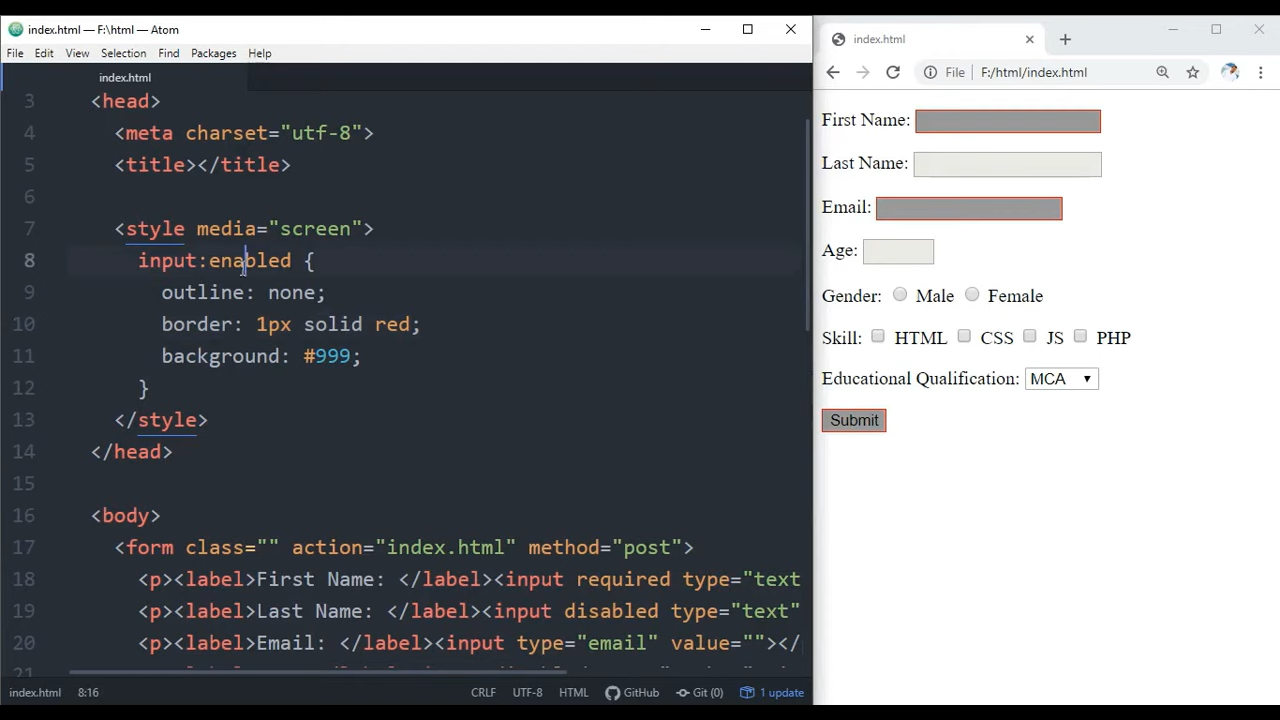 index.html — F:\html — Atom
File Edit View Selection Find Packages Help
index.html
3 <head>
4 <meta charset="utf-8">
5 <title></title>
6
7 <style media="screen">
8 input:enabled {
9 outline: none;
10 border: 1px solid red;
11 background: #999;
12 }
13 </style>
14 </head>
15
16 <body>
17 <form class="" action="index.html" method="post">
18 <p><label>First Name: </label><input required type="text
19 <p><label>Last Name: </label><input disabled type="text"
20 <p><label>Email: </label><input type="email" value=""></
21
index.html 8:16 CRLF UTF-8 HTML GitHub Git (0) 1 update
index.html
File F:/html/index.html
First Name:
Last Name:
Email:
Age:
Gender: Male Female
Skill: HTML CSS JS PHP
Educational Qualification: MCA
Submit